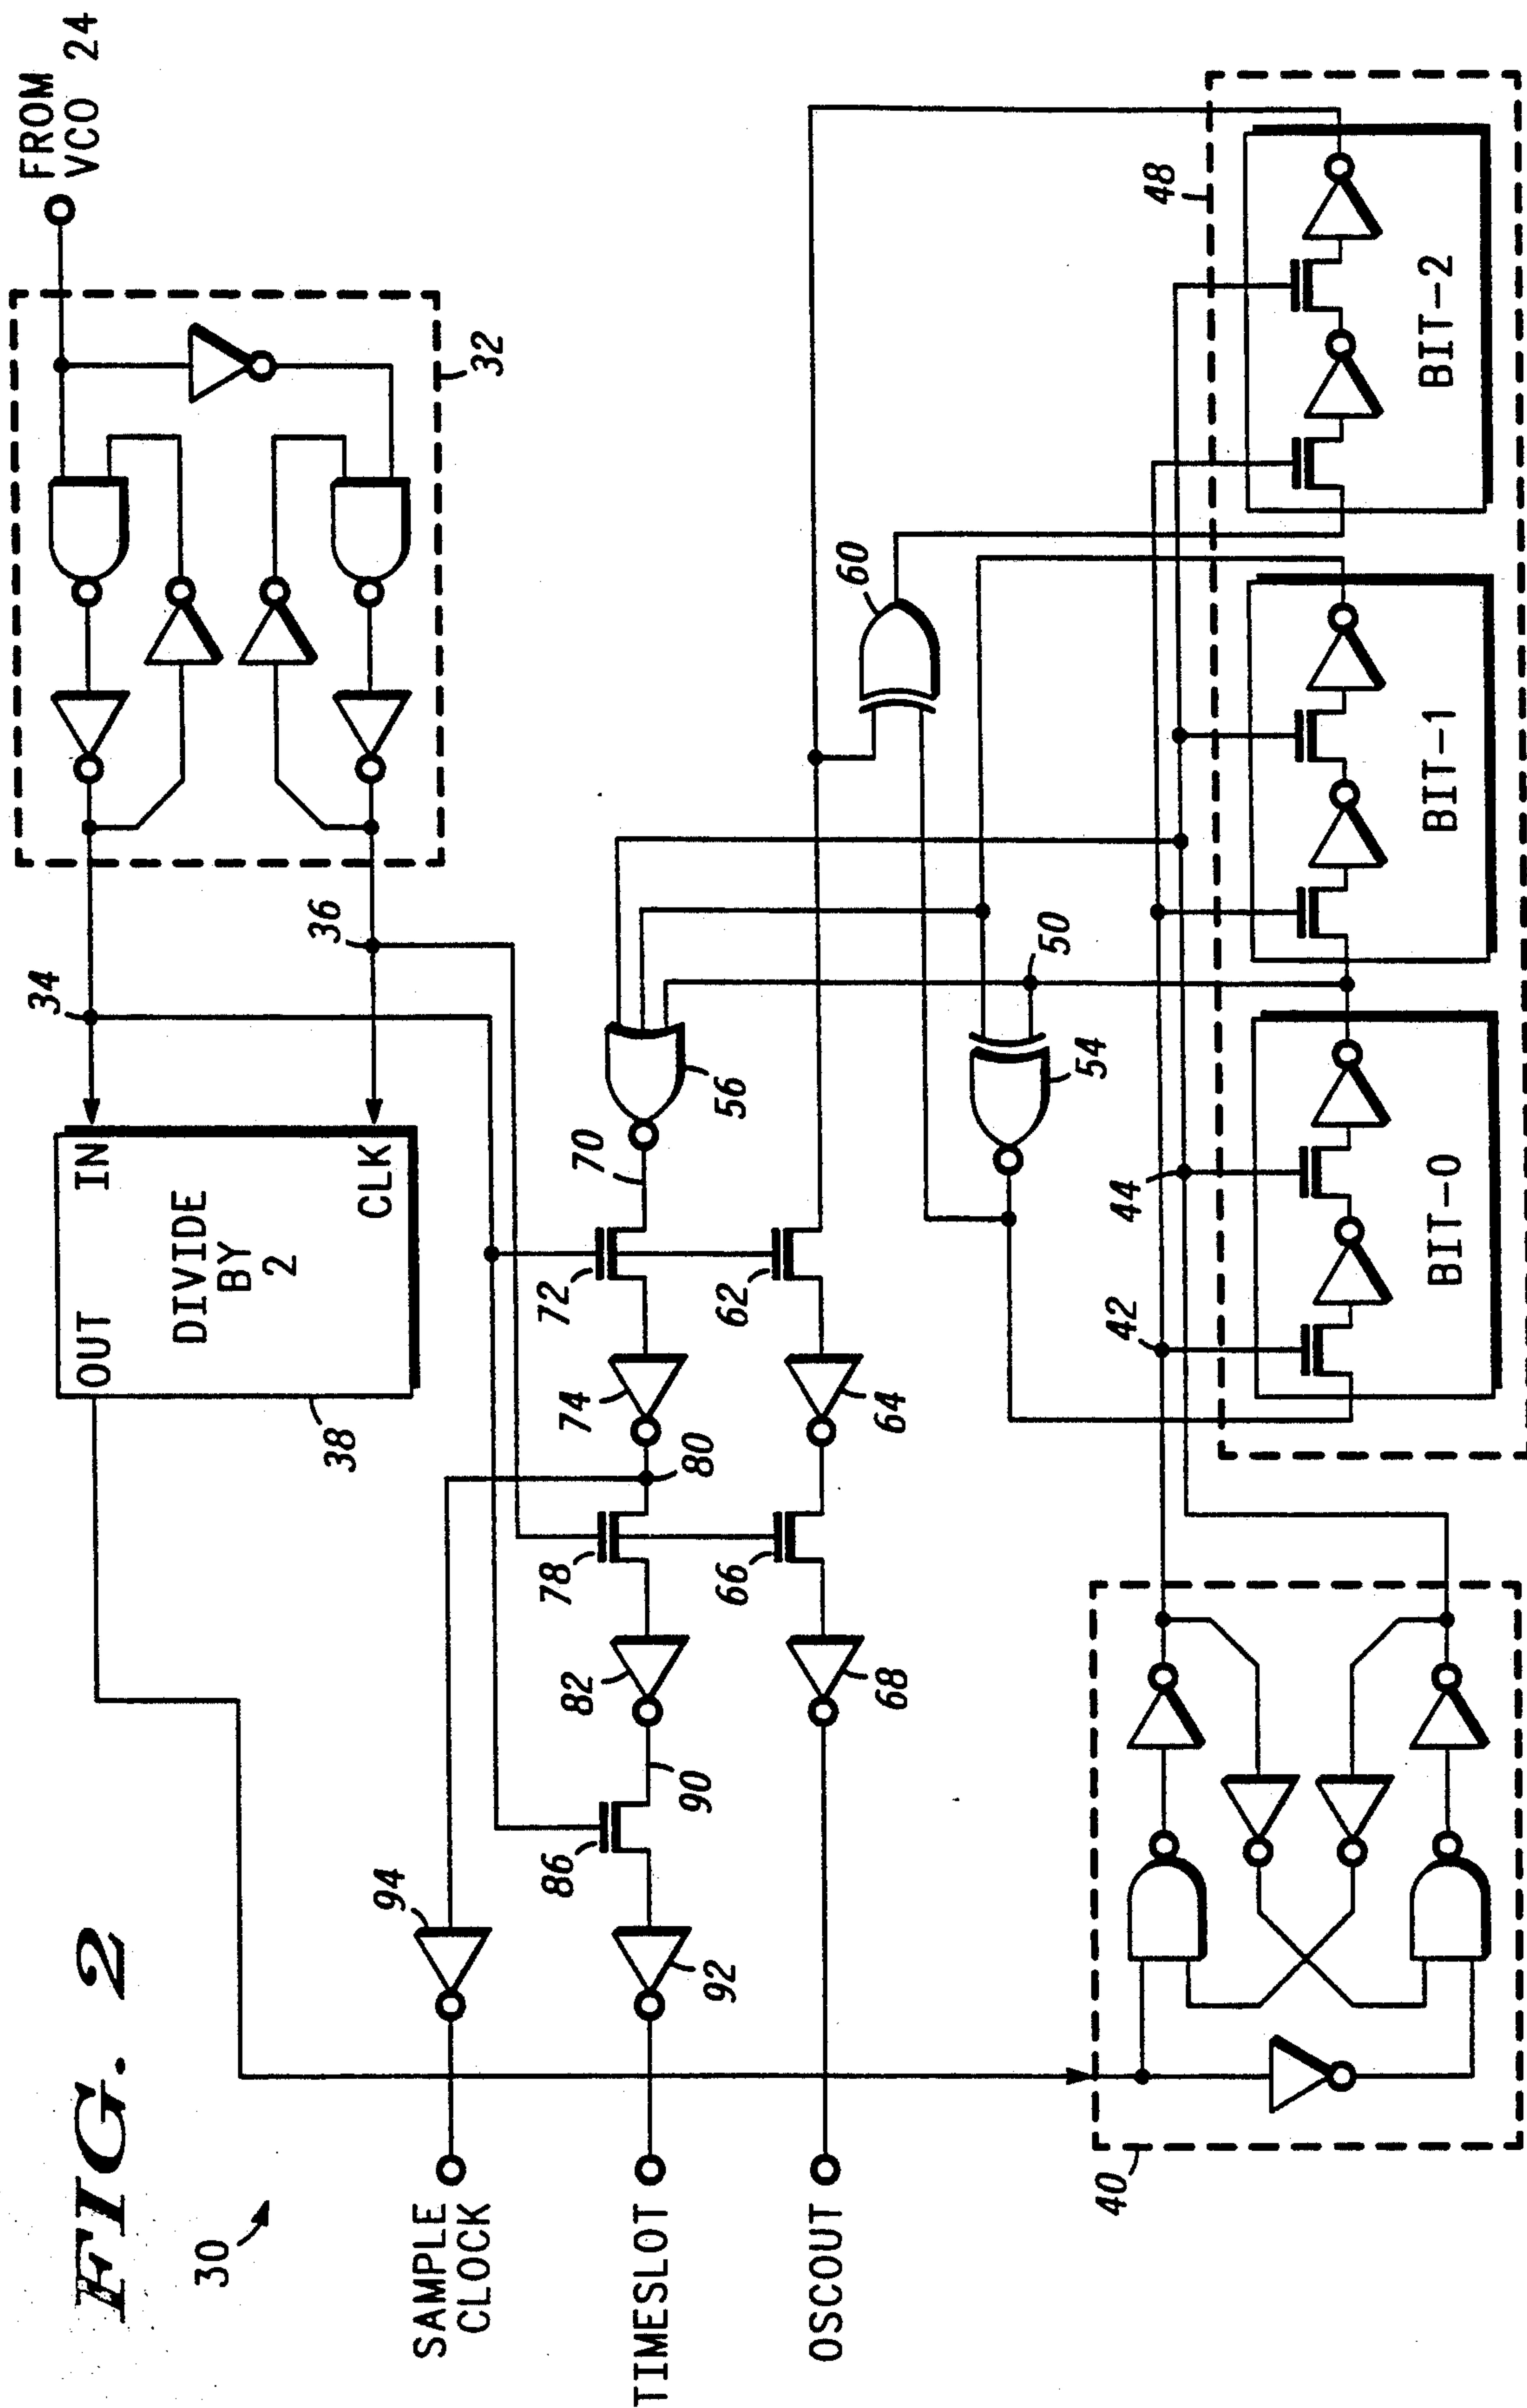 FIG. 2
30
FROM
VCO 24
32
34
36
IN
CLK
DIVIDE
BY
2
OUT
38
SAMPLE
CLOCK
94
TIMESLOT
92
86
90
82
78
80
74
72
70
56
OSCOUT
68
66
64
62
60
54
50
40
42
44
48
BIT-0
BIT-1
BIT-2